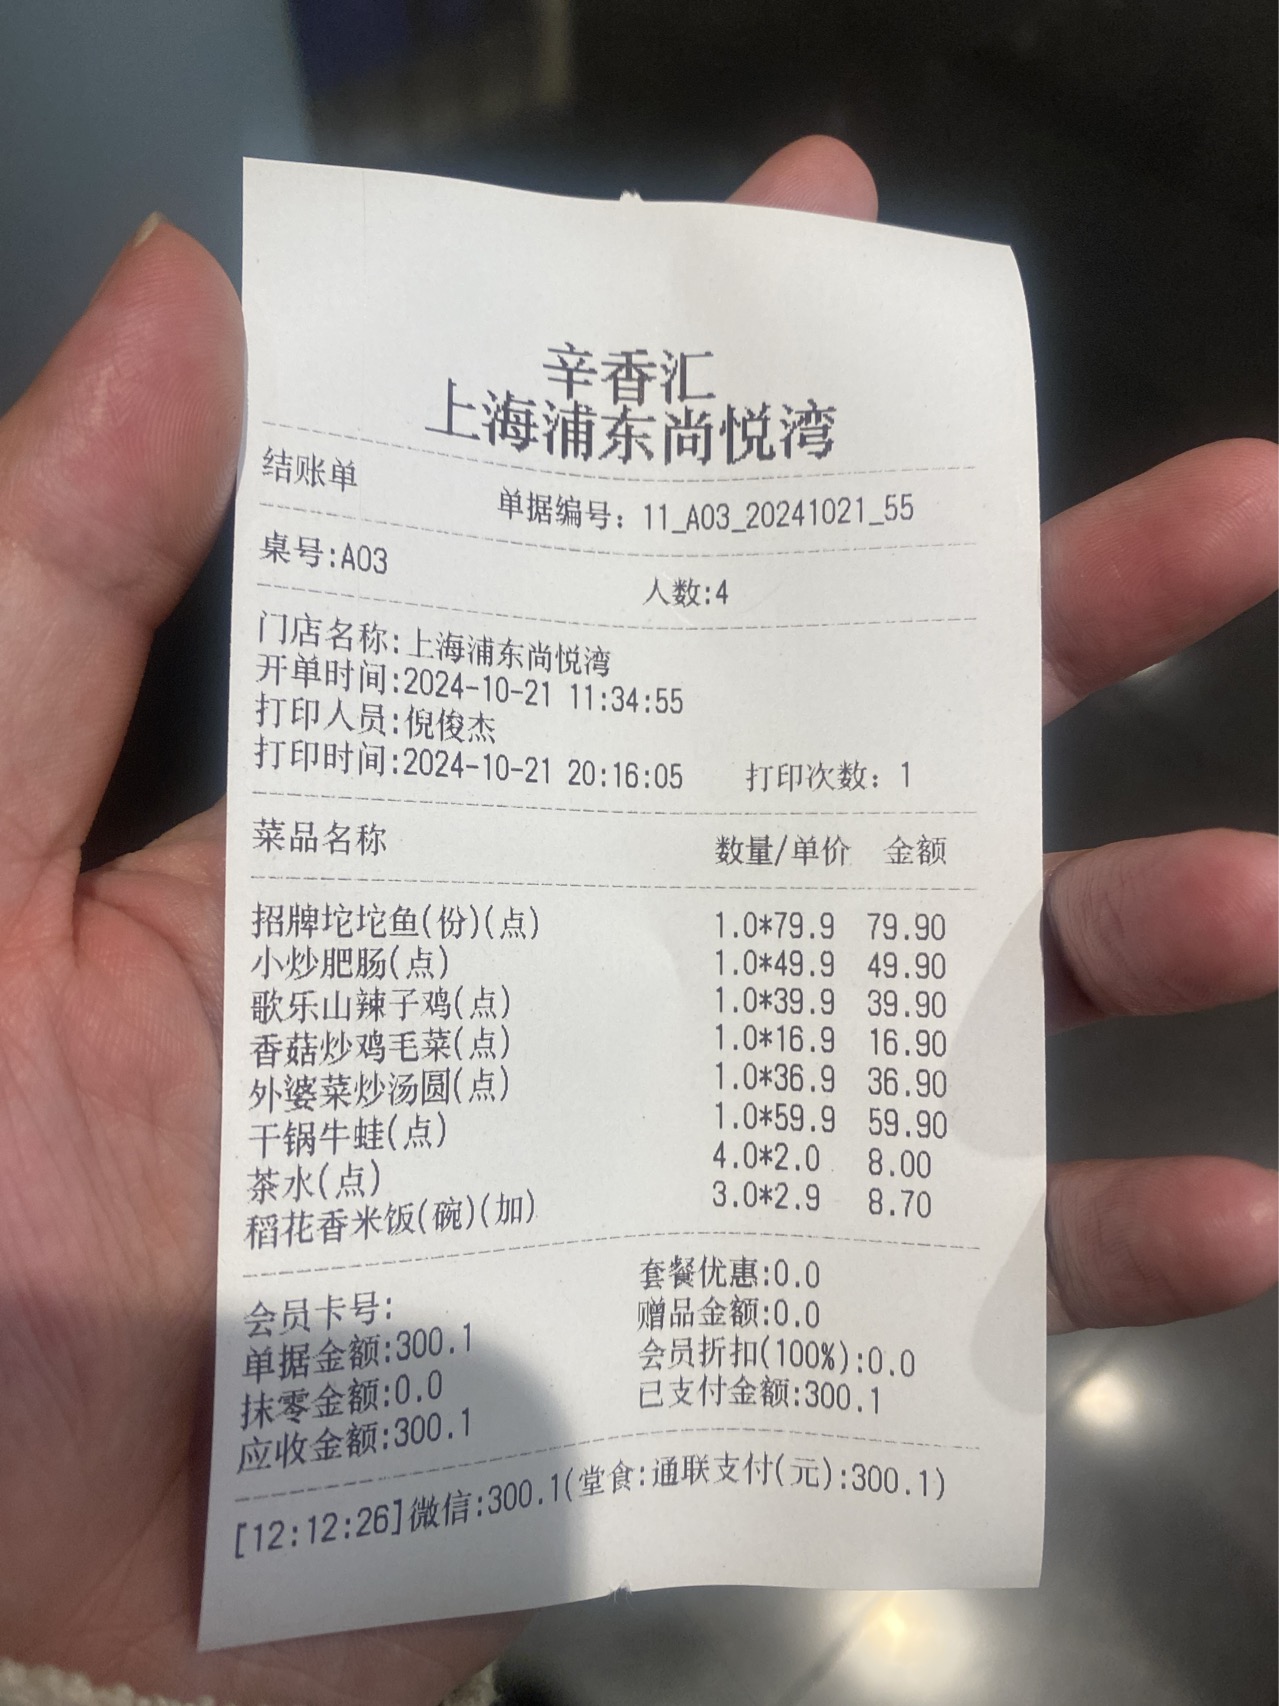 辛香汇
上海浦东尚悦湾
结账单 单据编号：11_A03_20241021_55
桌号:A03 人数:4
门店名称:上海浦东尚悦湾
开单时间:2024-10-21 11:34:55
打印人员:倪俊杰
打印时间:2024-10-21 20:16:05 打印次数：1
菜品名称 数量/单价 金额
招牌坨坨鱼(份)(点) 1.0*79.9 79.90
小炒肥肠(点) 1.0*49.9 49.90
歌乐山辣子鸡(点) 1.0*39.9 39.90
香菇炒鸡毛菜(点) 1.0*16.9 16.90
外婆菜炒汤圆(点) 1.0*36.9 36.90
干锅牛蛙(点) 1.0*59.9 59.90
茶水(点) 4.0*2.0 8.00
稻花香米饭(碗)(加) 3.0*2.9 8.70
会员卡号: 套餐优惠:0.0
单据金额:300.1 赠品金额:0.0
抹零金额:0.0 会员折扣(100%):0.0
应收金额:300.1 已支付金额:300.1
[12:12:26]微信:300.1(堂食:通联支付(元):300.1)